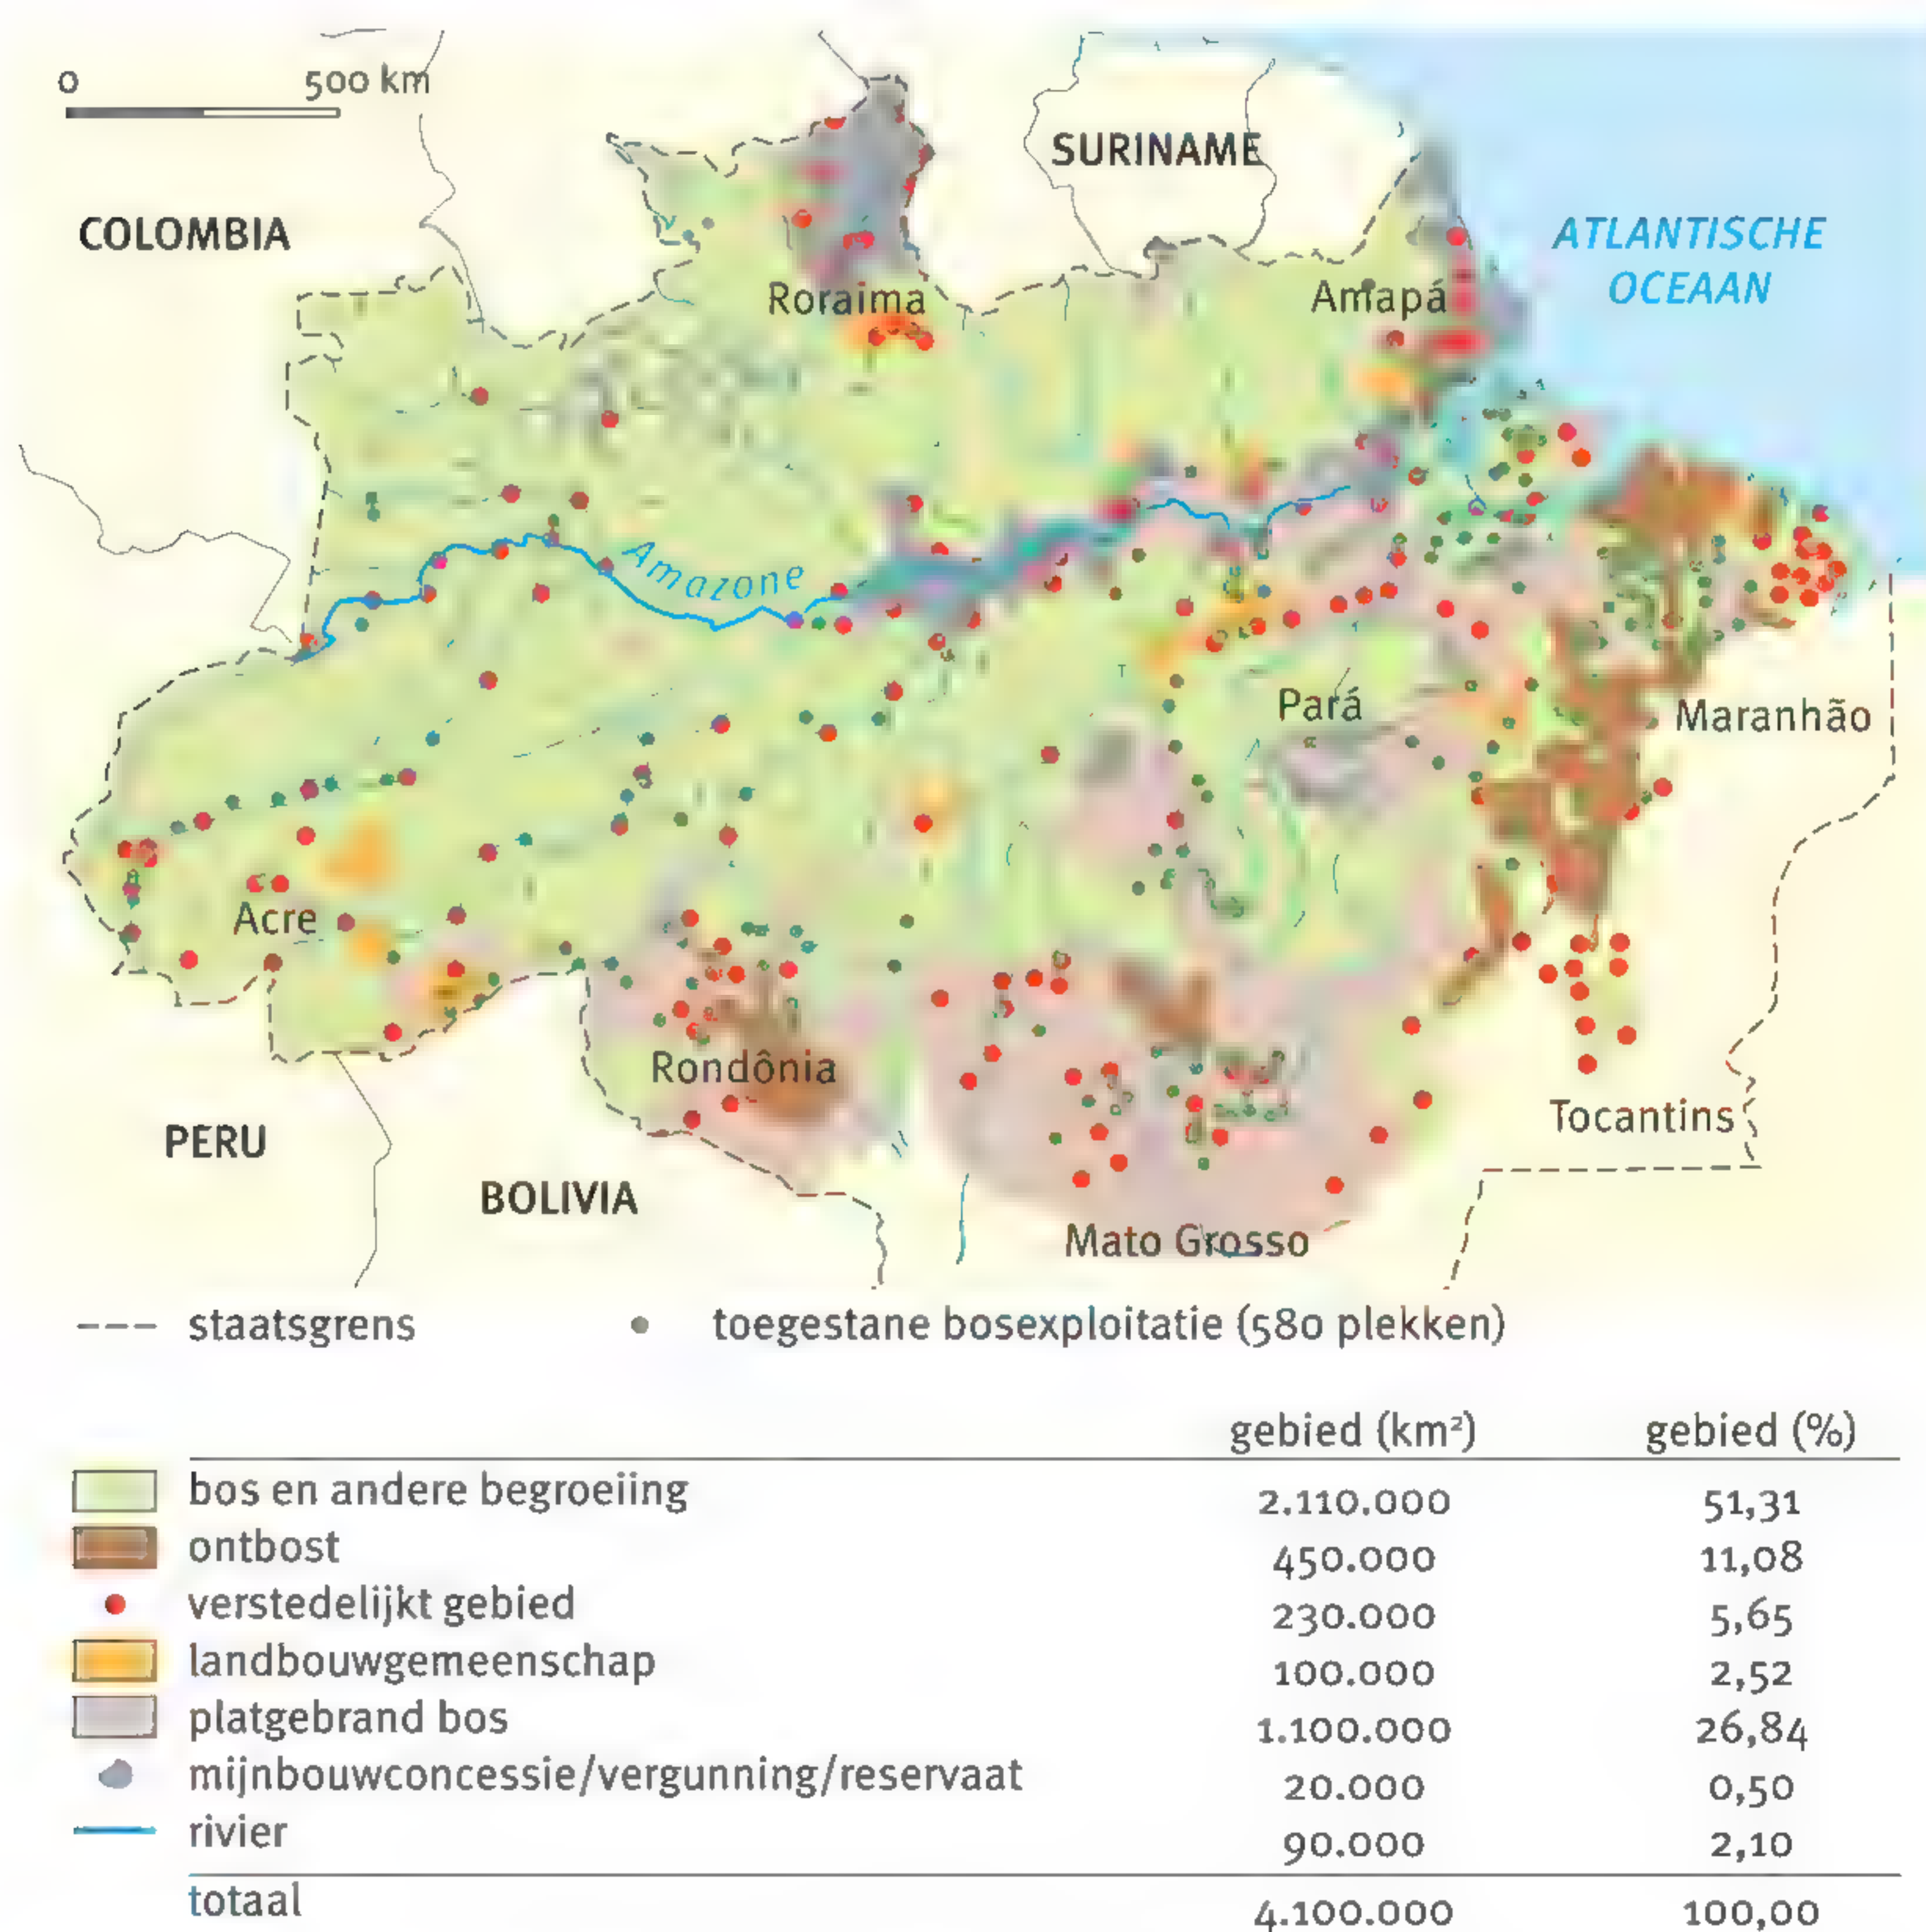 0 500 km
SURINAME
COLOMBIA
ATLANTISCHE
OCEAAN
Roraima
Amapá
Amazone
Pará
Maranhão
Acre
Rondônia
Tocantins
PERU
BOLIVIA
Mato Grosso
staatsgrens
toegestane bosexploitatie (580 plekken)
gebied (km²) gebied (%)
bos en andere begroeiing 2.110.000 51,31
ontbost 450.000 11,08
verstedelijkt gebied 230.000 5,65
landbouwgemeenschap 100.000 2,52
platgebrand bos 1.100.000 26,84
mijnbouwconcessie/vergunning/reservaat 20.000 0,50
rivier 90.000 2,10
totaal 4.100.000 100,00